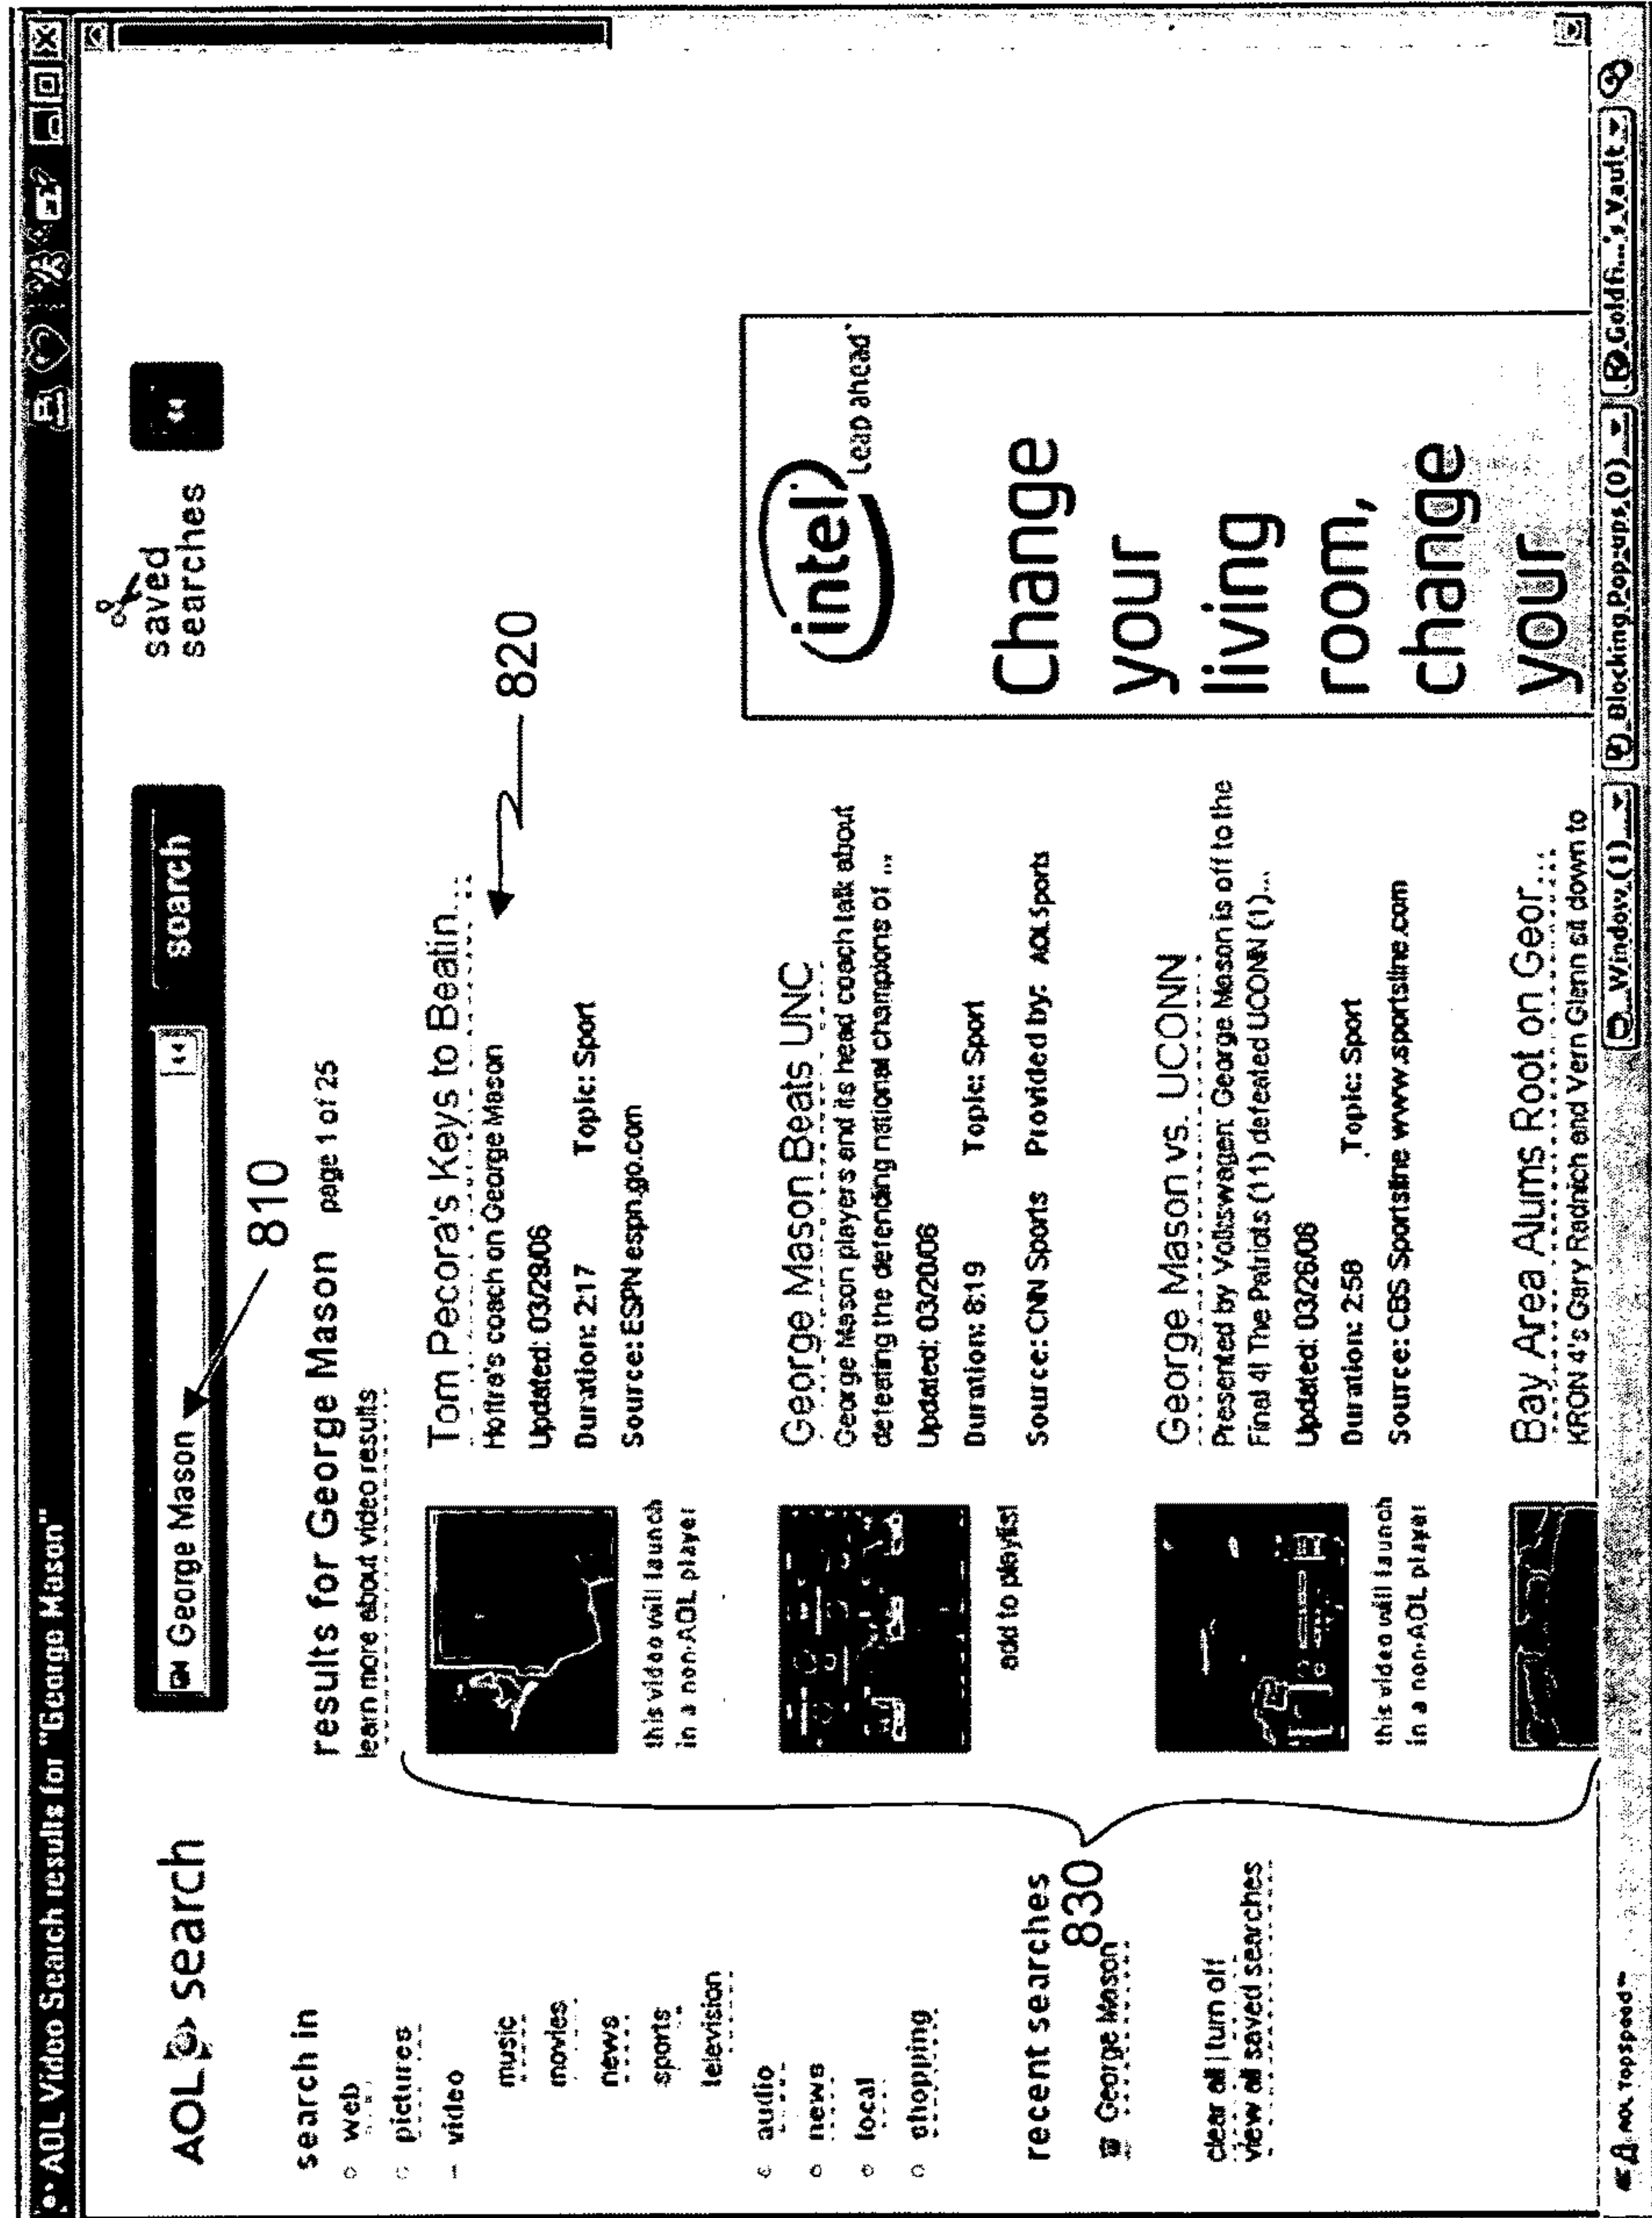 AOL Video Search results for "George Mason"
AOL search
George Mason
search
saved
searches
810
search in
web
pictures
video
music
movies
news
sports
television
audio
news
local
shopping
recent searches
830
George Mason
clear all | turn off
view all saved searches
results for George Mason page 1 of 25
learn more about video results
820
Tom Pecora's Keys to Beatin...
Hoftra's coach on George Mason
Updated: 03/29/06
Duration: 2:17 Topic: Sport
Source: ESPN espn.go.com
this video will launch
in a non-AOL player
George Mason Beats UNC
George Mason players and its head coach talk about
defeating the defending national champions of ...
Updated: 03/20/06
Duration: 8:19 Topic: Sport
Source: CNN Sports Provided by: AOL Sports
add to playlist
George Mason vs. UCONN
Presented by Volkswagen: George Mason is off to the
Final 4! The Patriots (11) defeated UCONN (1)...
Updated: 03/26/06
Duration: 2:58 Topic: Sport
Source: CBS Sportsline www.sportsline.com
this video will launch
in a non-AOL player
Bay Area Alums Root on Geor...
KRON 4's Gary Radnich and Vern Glenn sit down to
intel
Leap ahead
Change
your
living
room,
change
your
AOL Topspeed™
Window (1)
Blocking Pop-ups (0)
Goldfi...'s Vault